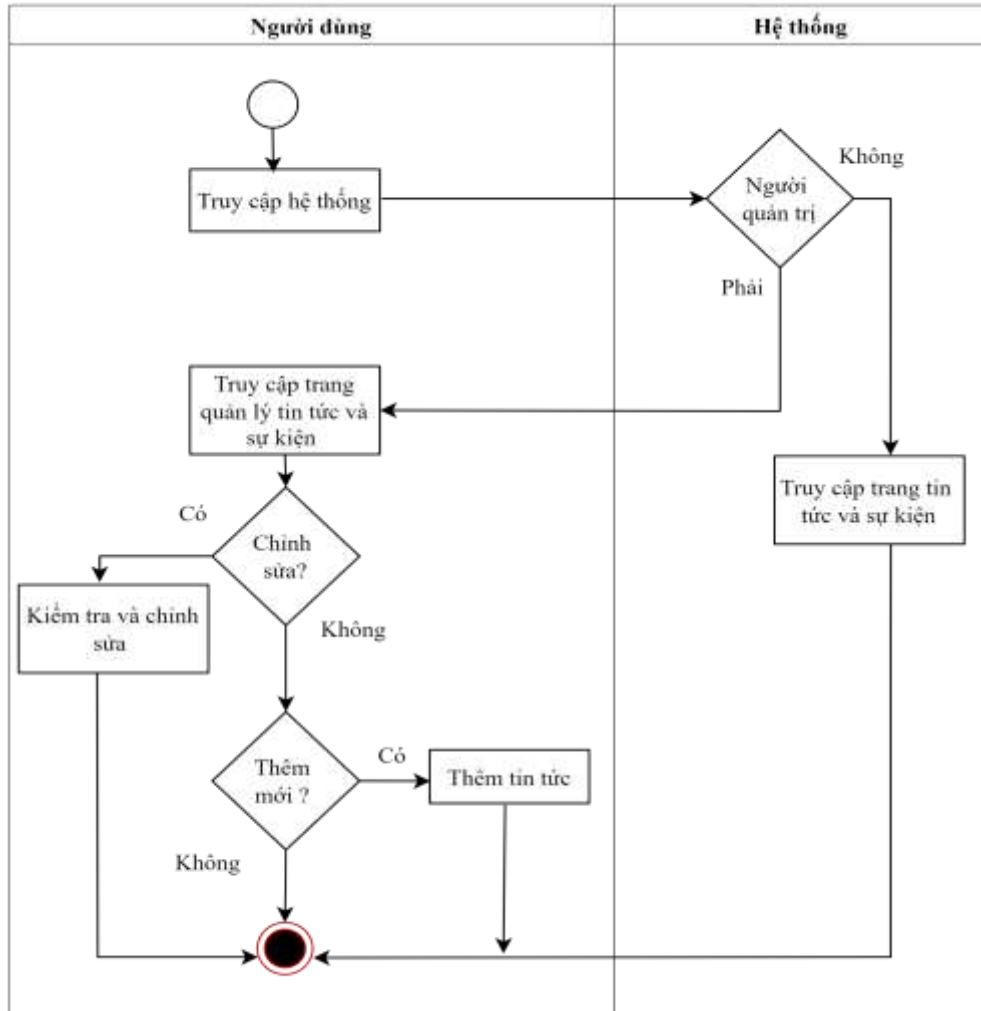 Người dùng
Hệ thống
Truy cập hệ thống
Người
quản trị
Không
Phải
Truy cập trang
quản lý tin tức và
sự kiện
Truy cập trang tin
tức và sự kiện
Có
Chỉnh
sửa?
Kiểm tra và chỉnh
sửa
Không
Thêm
mới ?
Có
Thêm tin tức
Không